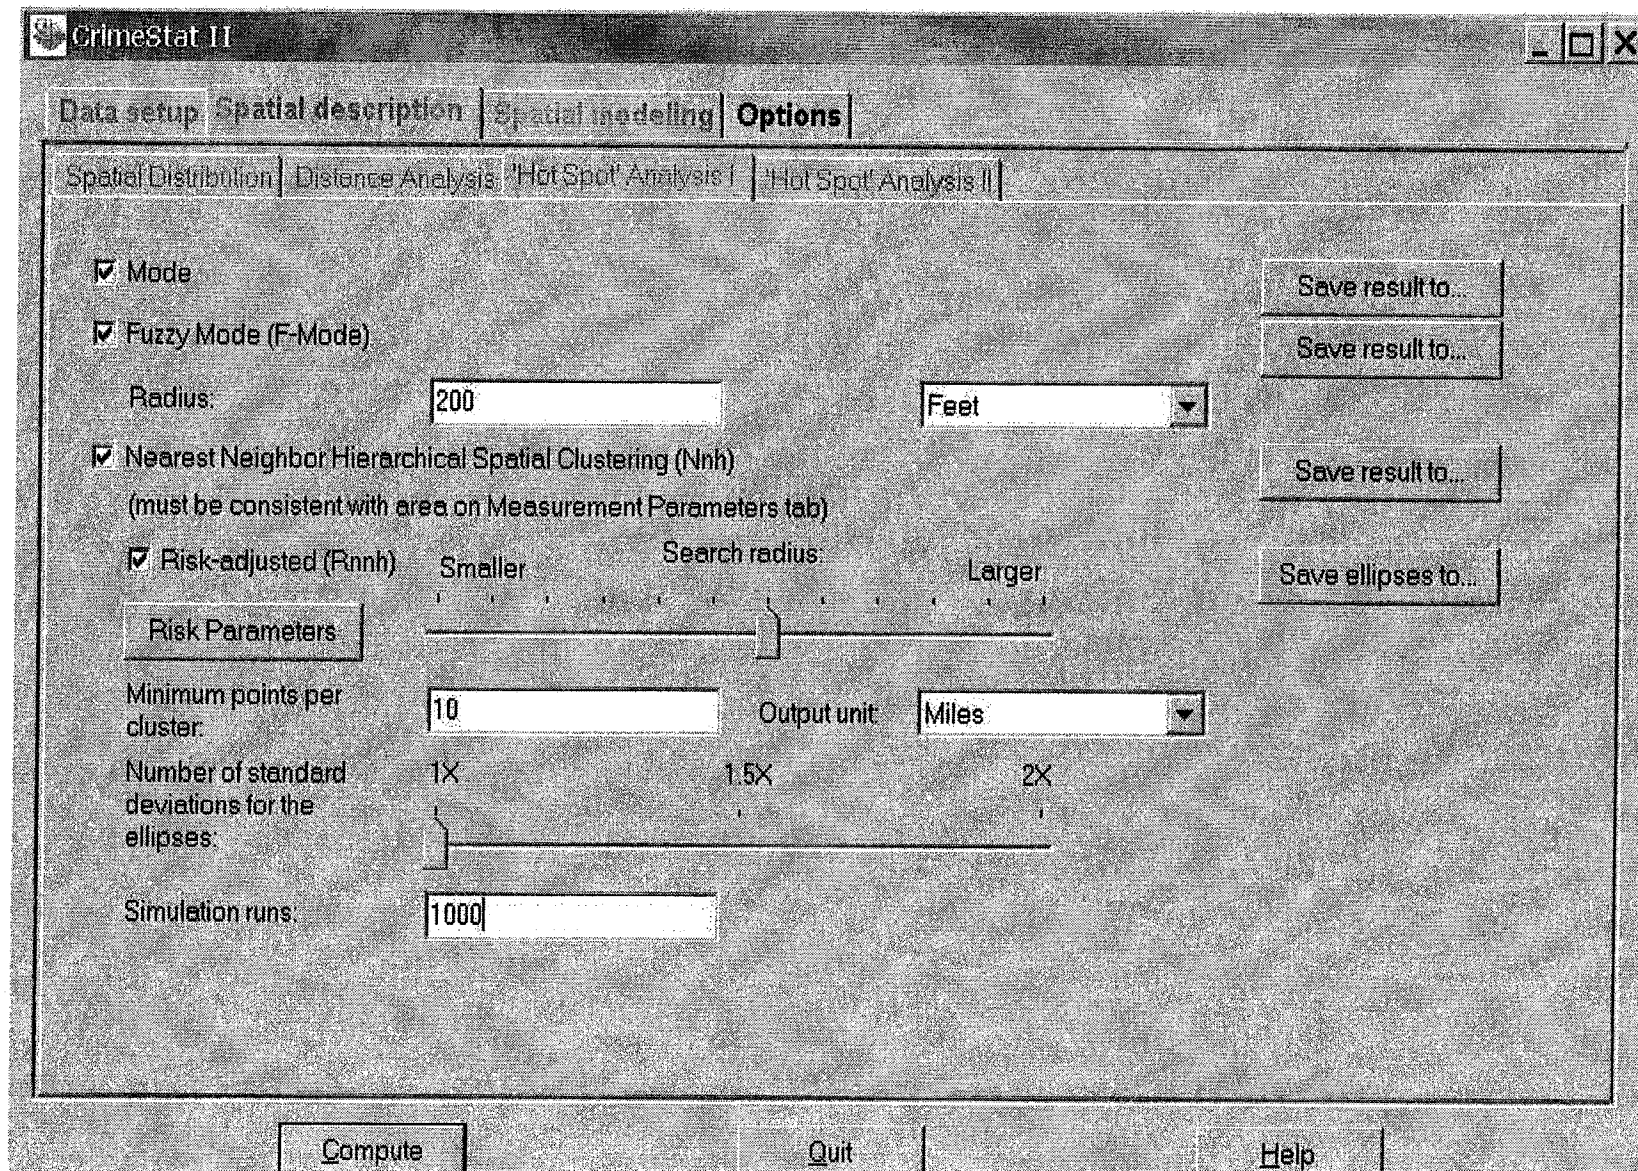 CrimeStat II
Data setup Spatial description Spatial modeling Options
Spatial Distribution Distance Analysis 'Hot Spot' Analysis I 'Hot Spot' Analysis II
Mode
Save result to...
Fuzzy Mode (F-Mode)
Save result to...
Radius: 200 Feet
Nearest Neighbor Hierarchical Spatial Clustering (Nnh)
Save result to...
(must be consistent with area on Measurement Parameters tab)
Risk-adjusted (Rnnh) Smaller Search radius: Larger
Save ellipses to...
Risk Parameters
Minimum points per
cluster:
10 Output unit: Miles
Number of standard
deviations for the
ellipses:
1X 1.5X 2X
Simulation runs: 1000
Compute Quit Help